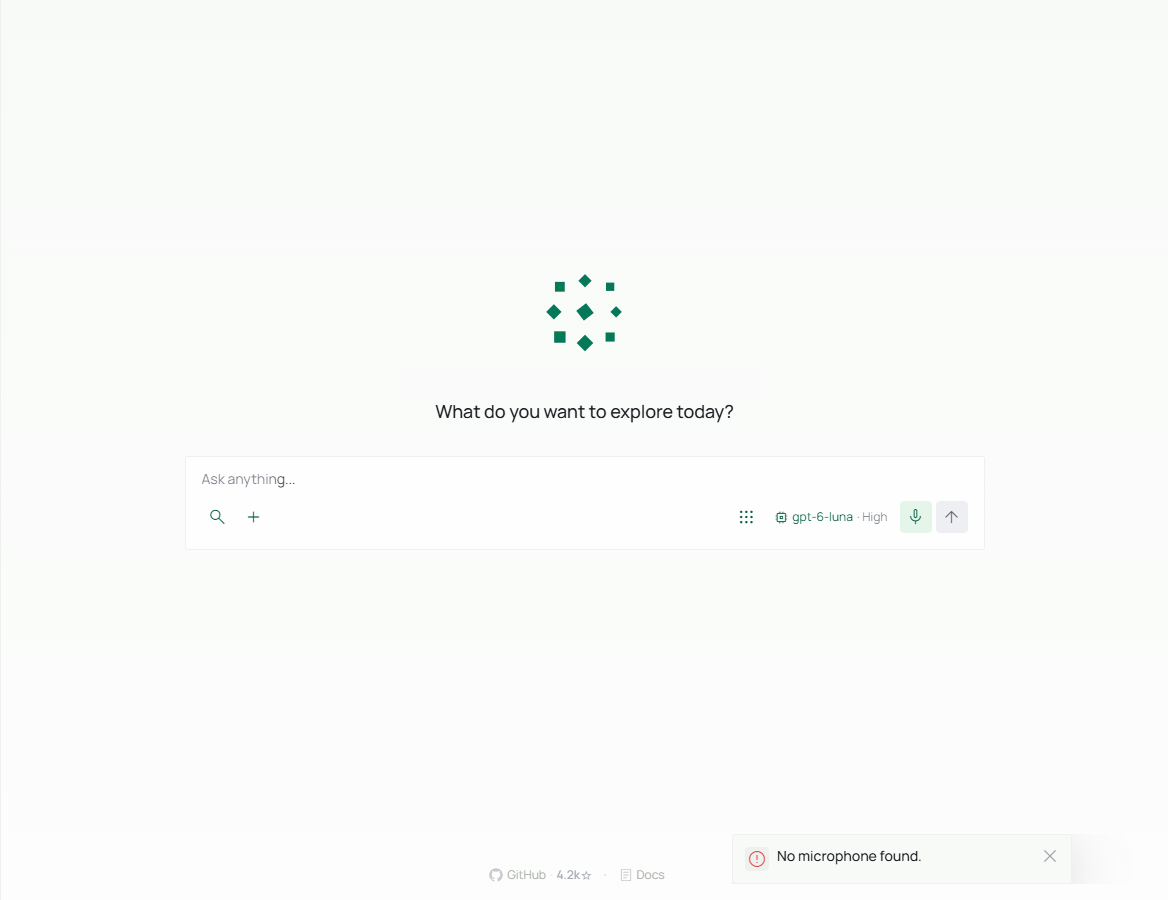 What do you want to explore today?
Ask anything...
gpt-6-luna · High
No microphone found.
GitHub · 4.2k☆ · Docs